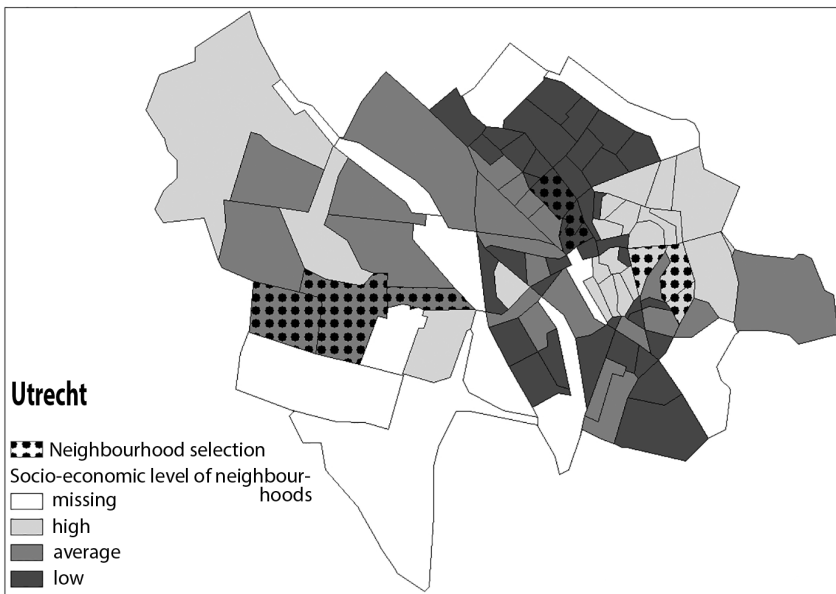 Utrecht
Neighbourhood selection
Socio-economic level of neighbour-
hoods
missing
high
average
low